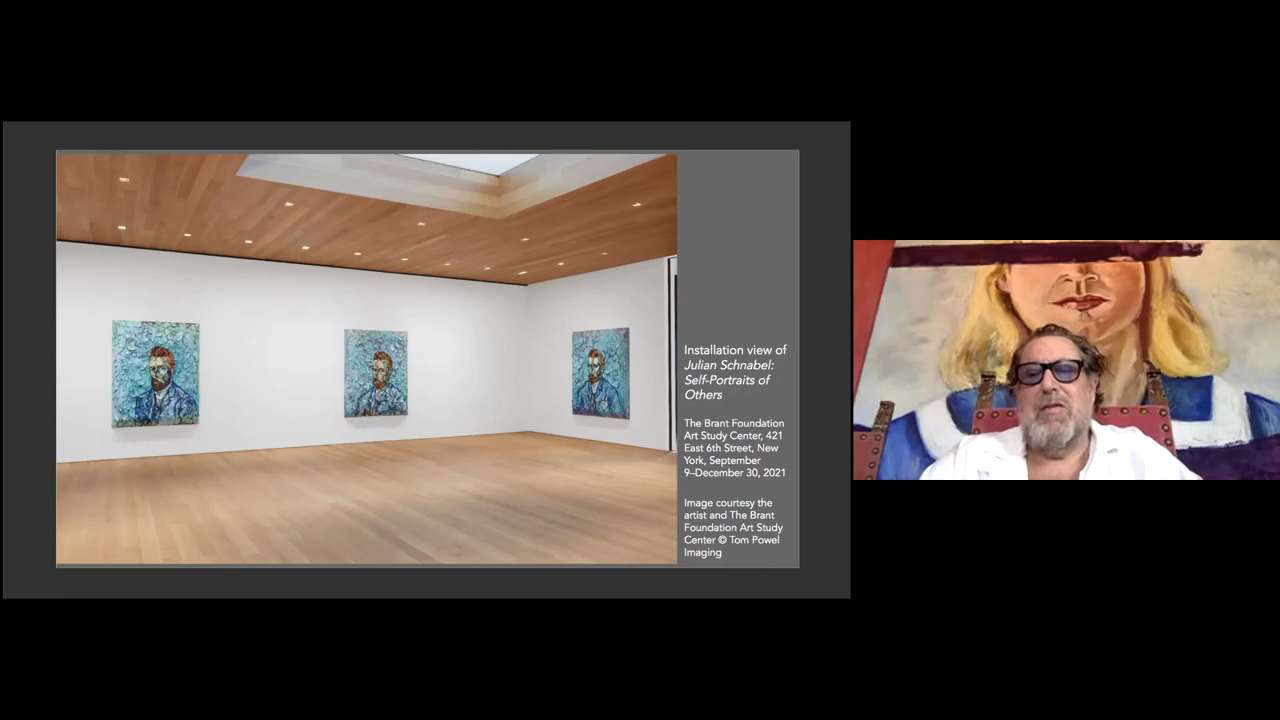 Installation view of
Julian Schnabel:
Self-Portraits of
Others
The Brant Foundation
Art Study Center, 421
East 6th Street, New
York, September
9–December 30, 2021
Image courtesy the
artist and The Brant
Foundation Art Study
Center © Tom Powel
Imaging